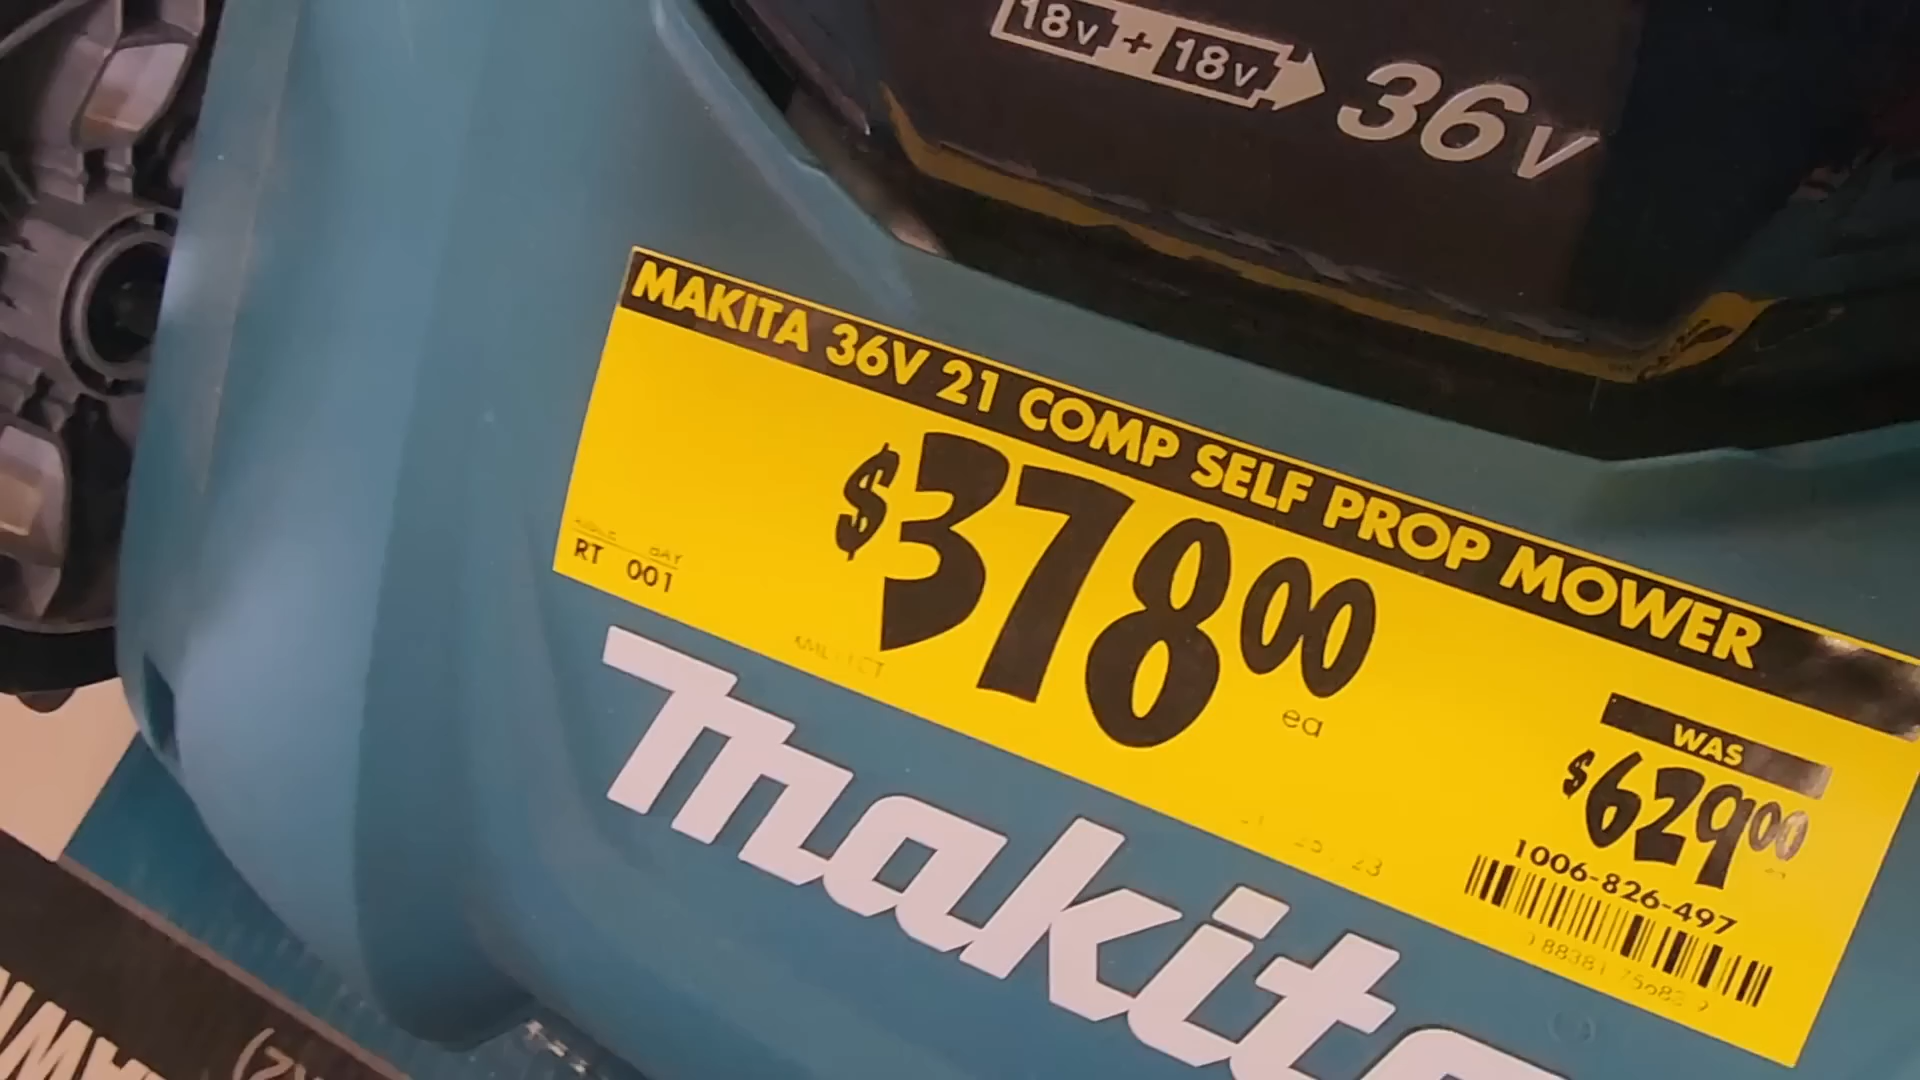 18V + 18V 36V
MAKITA 36V 21 COMP SELF PROP MOWER
$378 00
ea
RT 001
WAS
$629 00
1006-826-497
makita